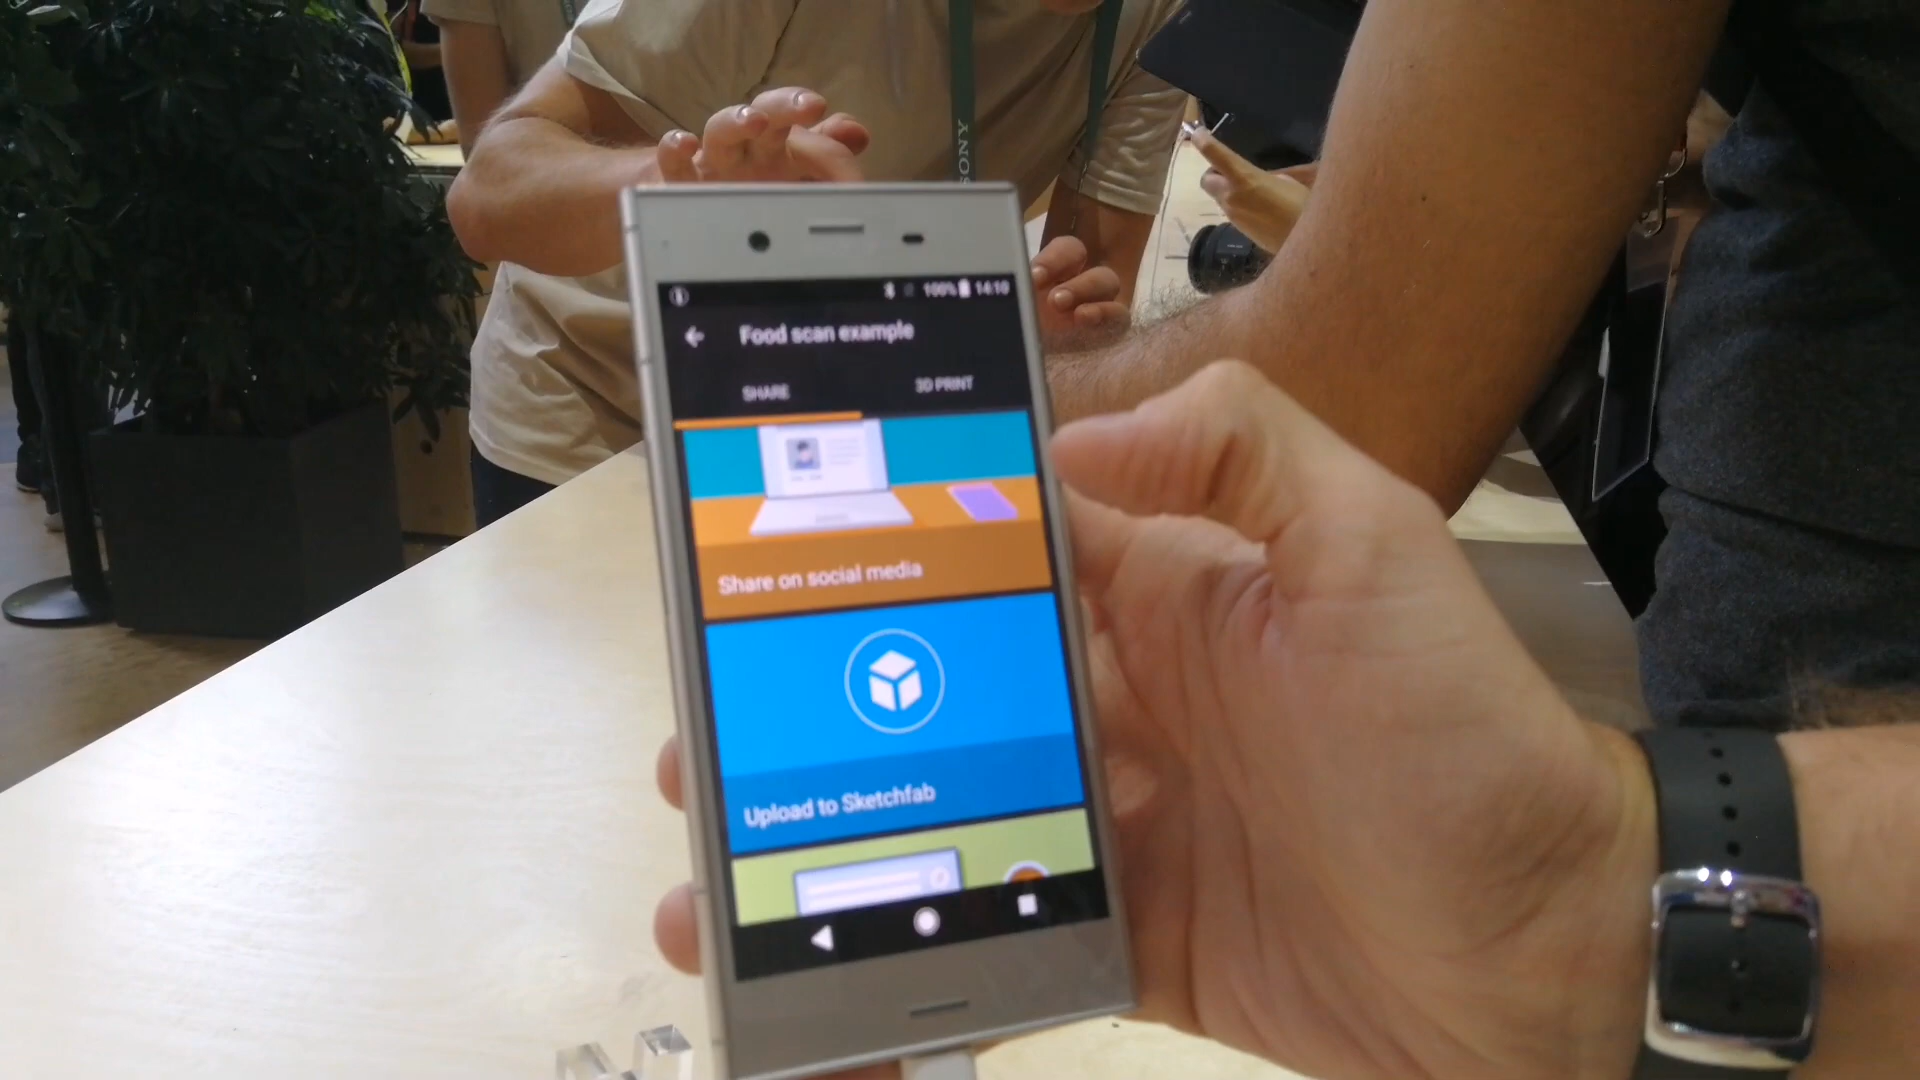 SONY
100% 14:10
Food scan example
SHARE 3D PRINT
Share on social media
Upload to Sketchfab